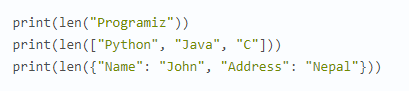 print(len("Programiz"))
print(len(["Python", "Java", "C"]))
print(len({"Name": "John", "Address": "Nepal"}))